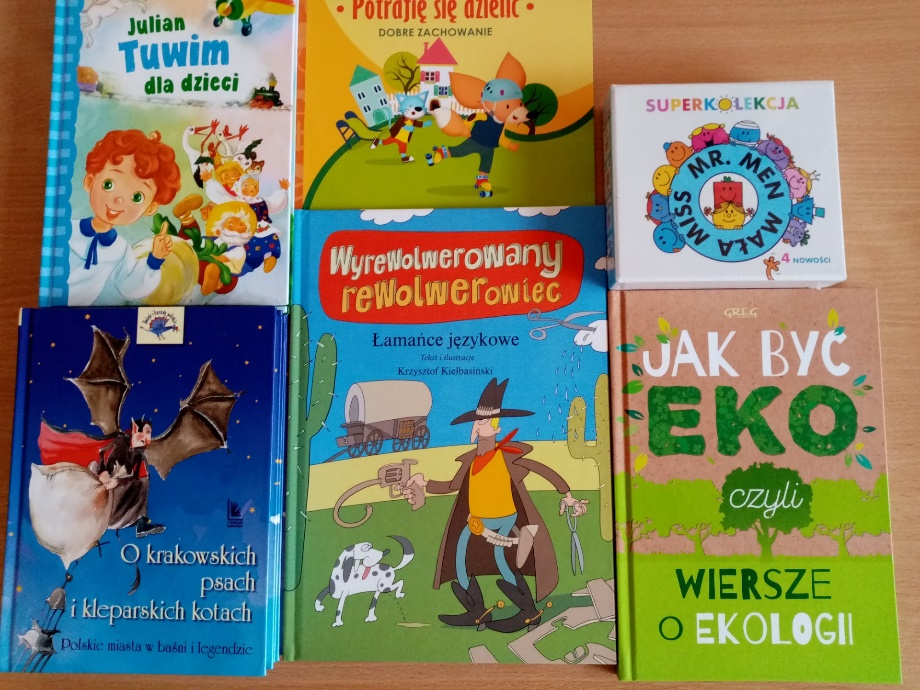 Julian
Tuwim
dla dzieci
• Potrafię się dzielić •
DOBRE ZACHOWANIE
SUPERKOLEKCJA
MR. MEN MAŁA MISS
4 NOWOŚCI
O krakowskich
psach
i kleparskich kotach
Polskie miasta w baśni i legendzie
Wyrewolwerowany
rewolwerowiec
Łamańce językowe
Tekst i ilustracje
Krzysztof Kiełbasiński
GREG
JAK BYĆ
EKO
czyli
WIERSZE
O EKOLOGII